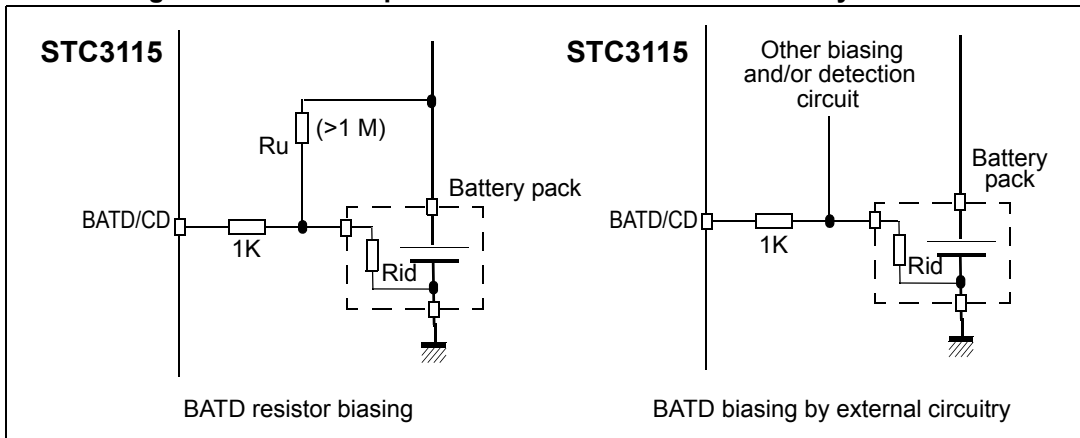 STC3115
Ru
(>1 M)
Battery pack
BATD/CD
1K
Rid
BATD resistor biasing
STC3115
Other biasing
and/or detection
circuit
Battery
pack
BATD/CD
1K
Rid
BATD biasing by external circuitry